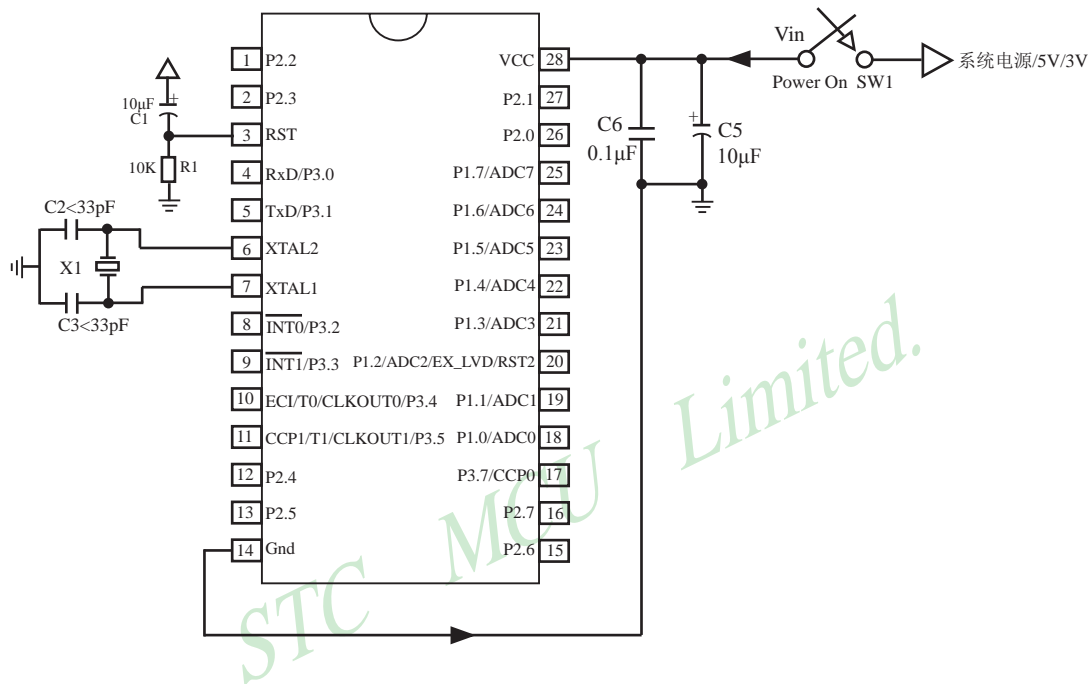 1 P2.2
2 P2.3
3 RST
4 RxD/P3.0
5 TxD/P3.1
6 XTAL2
7 XTAL1
8 INT0/P3.2
9 INT1/P3.3
10 ECI/T0/CLKOUT0/P3.4
11 CCP1/T1/CLKOUT1/P3.5
12 P2.4
13 P2.5
14 Gnd
VCC 28
P2.1 27
P2.0 26
P1.7/ADC7 25
P1.6/ADC6 24
P1.5/ADC5 23
P1.4/ADC4 22
P1.3/ADC3 21
P1.2/ADC2/EX_LVD/RST2 20
P1.1/ADC1 19
P1.0/ADC0 18
P3.7/CCP0 17
P2.7 16
P2.6 15
10μF +
C1
10K R1
C2<33pF
X1
C3<33pF
Vin
Power On SW1
系统电源/5V/3V
C6
0.1μF
+ C5
10μF
STC MCU Limited.